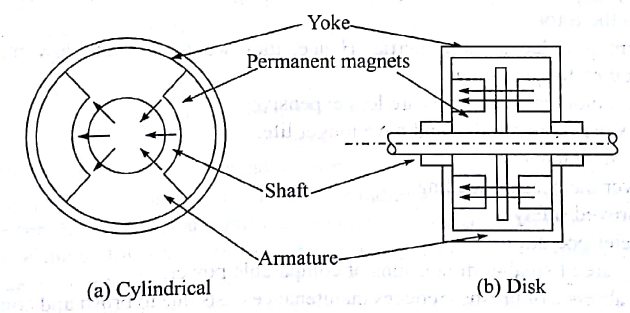 Yoke
Permanent magnets
Shaft
Armature
(a) Cylindrical
(b) Disk